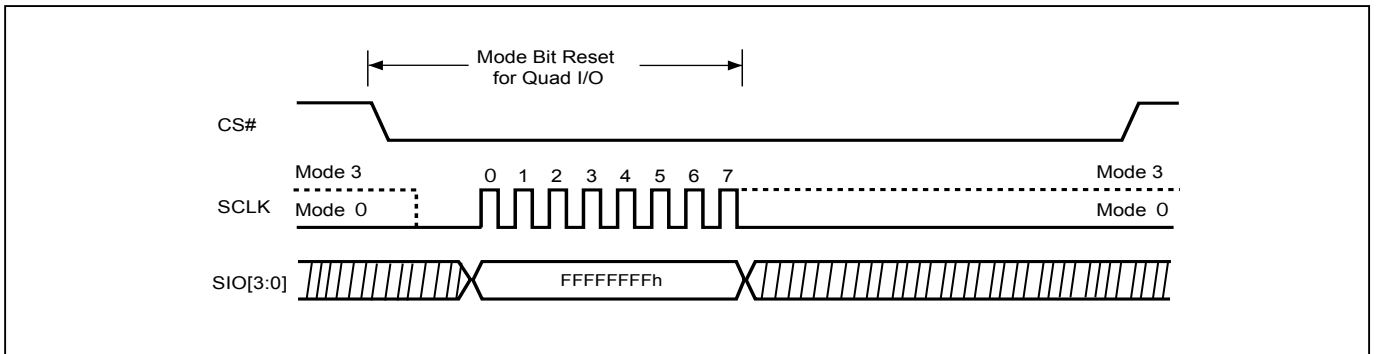 Mode Bit Reset
for Quad I/O
CS#
Mode 3
0 1 2 3 4 5 6 7
Mode 3
SCLK
Mode 0
Mode 0
SIO[3:0]
FFFFFFFFh